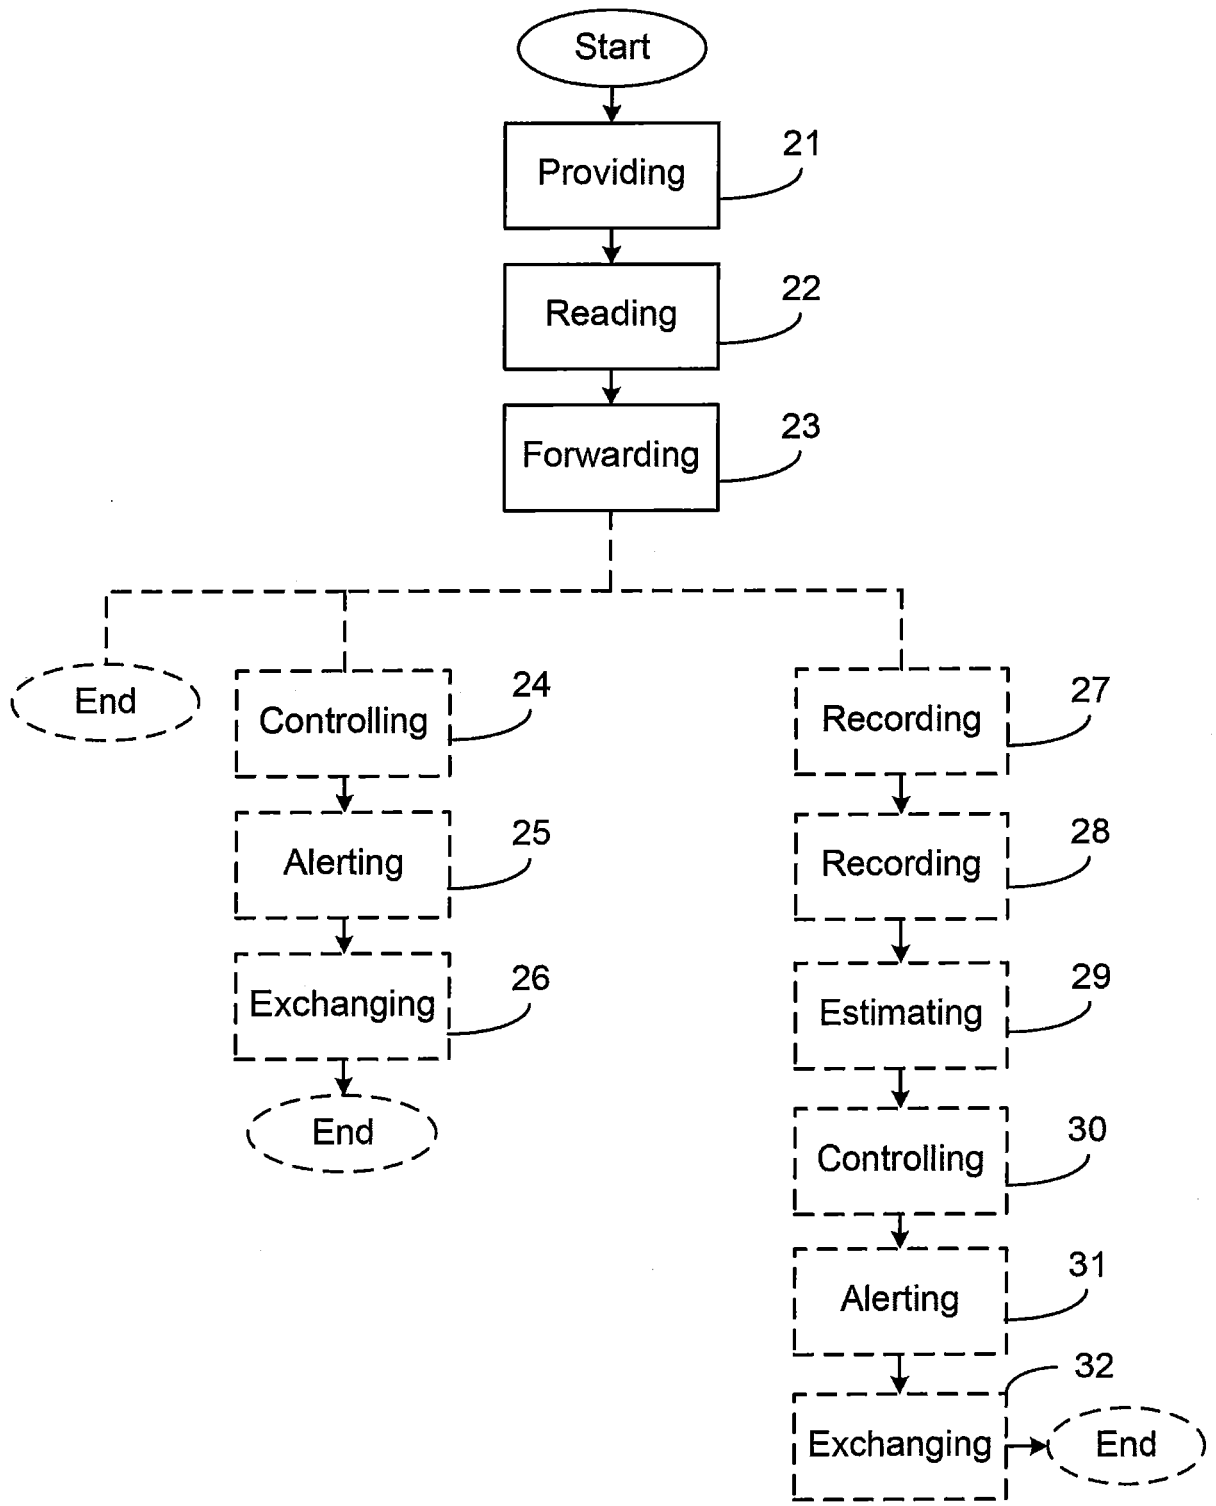 Start
Providing
21
Reading
22
Forwarding
23
End
Controlling
24
Alerting
25
Exchanging
26
End
Recording
27
Recording
28
Estimating
29
Controlling
30
Alerting
31
Exchanging
32
End